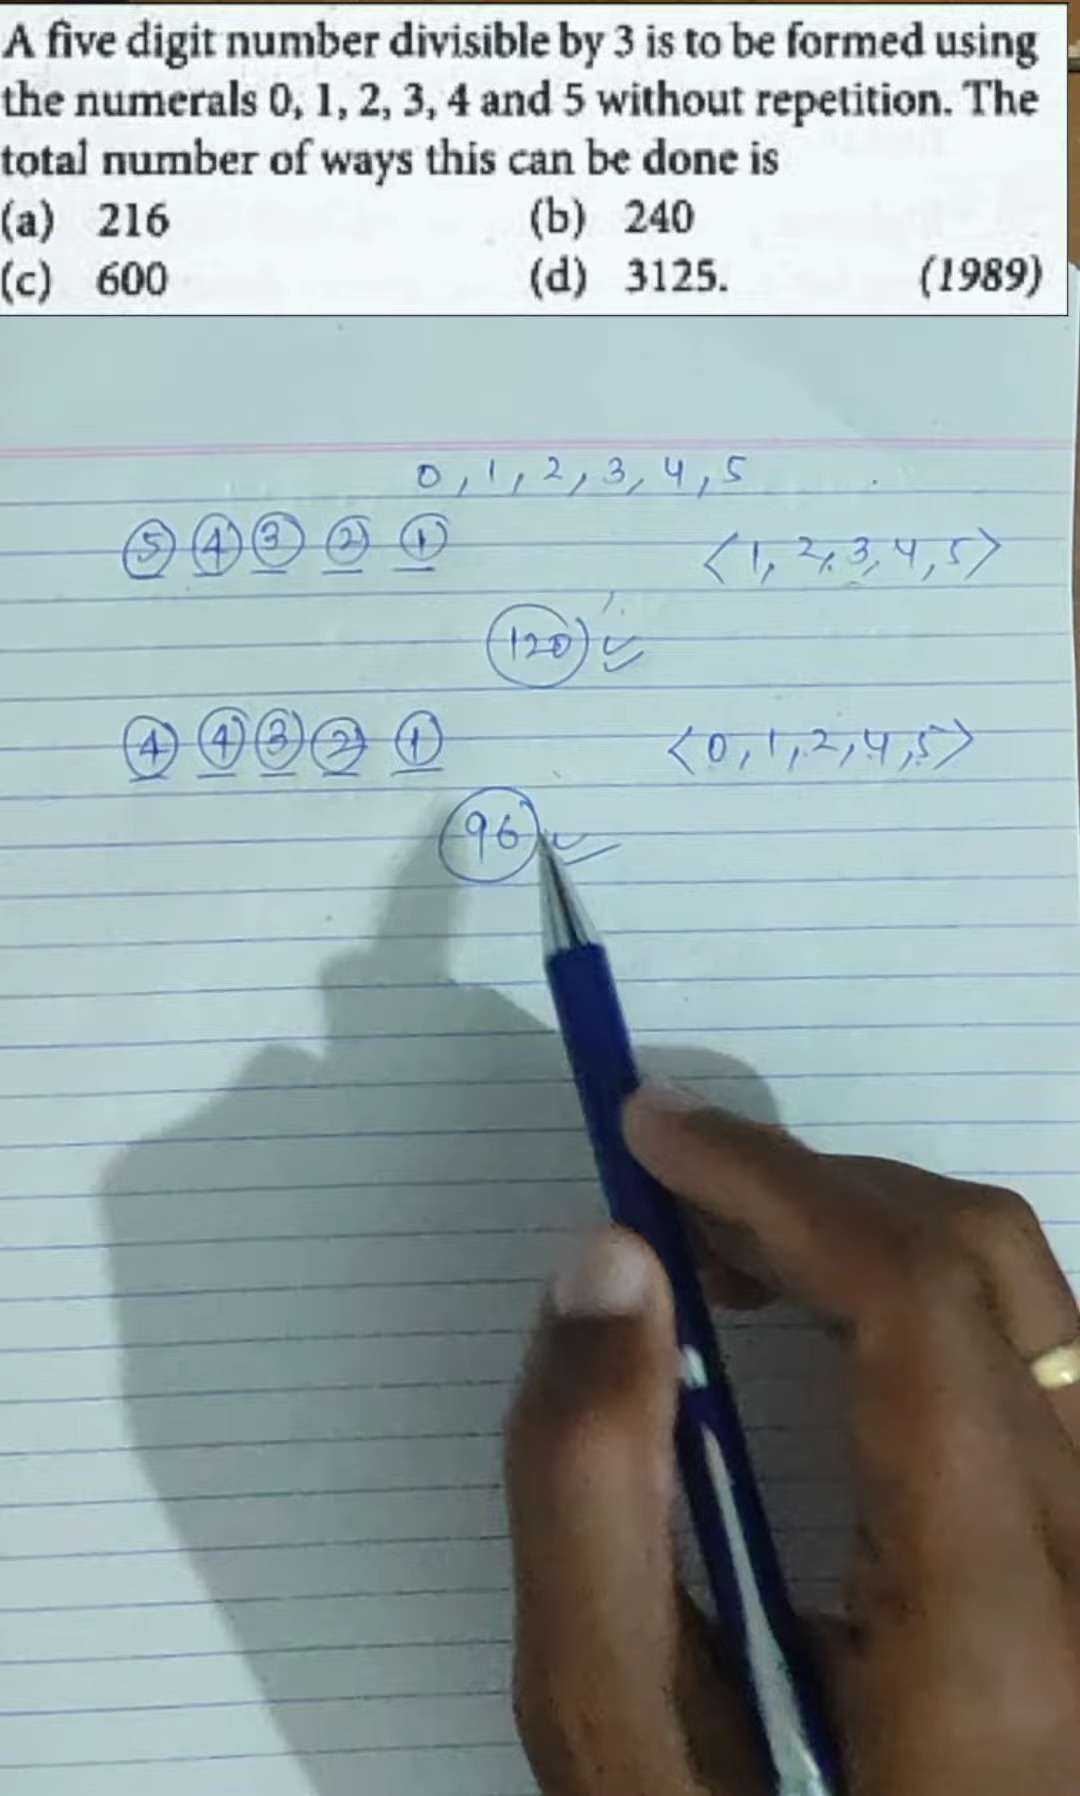 A five digit number divisible by 3 is to be formed using
the numerals 0, 1, 2, 3, 4 and 5 without repetition. The
total number of ways this can be done is
(a) 216 (b) 240
(c) 600 (d) 3125. (1989)
0, 1, 2, 3, 4, 5
5 4 3 2 1 <1, 2, 3, 4, 5>
120
4 4 3 2 1 <0, 1, 2, 4, 5>
96